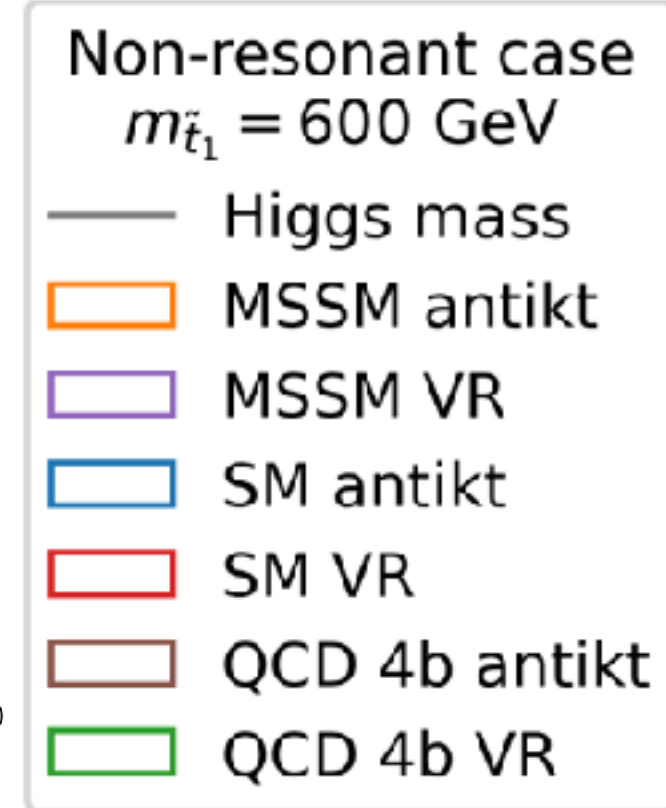 Non-resonant case
$m_{\tilde{t}_1} = 600$ GeV
Higgs mass
MSSM antikt
MSSM VR
SM antikt
SM VR
QCD 4b antikt
QCD 4b VR